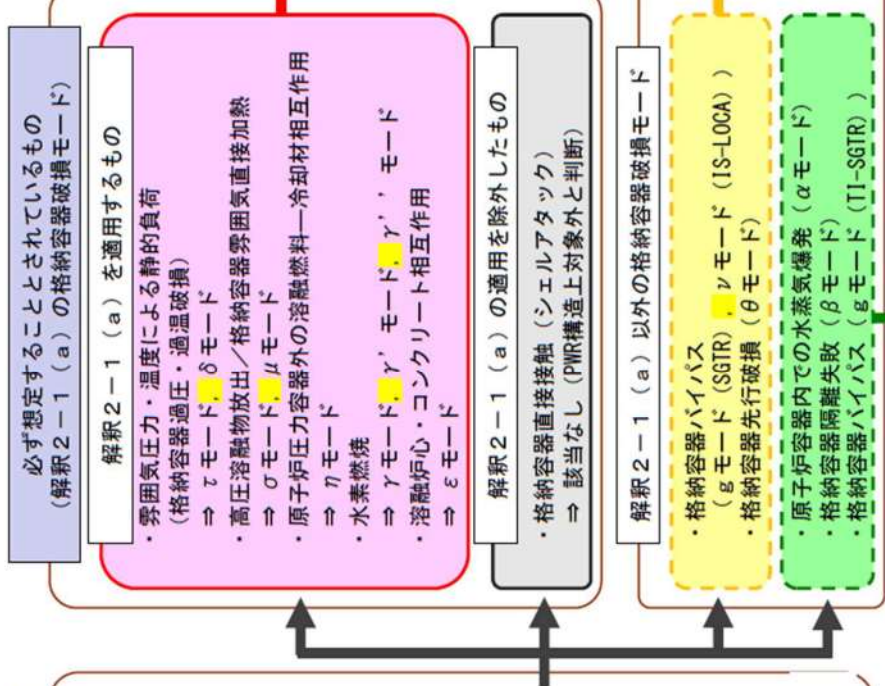 必ず想定することとされているもの
(解釈2-1(a)の格納容器破損モード)
解釈2-1(a)を適用するもの
・雰囲気圧力・温度による静的負荷
(格納容器過圧・過温破損)
⇒ τモード,δモード
・高圧溶融物放出/格納容器雰囲気直接加熱
⇒ σモード,μモード
・原子炉圧力容器外の溶融燃料―冷却材相互作用
⇒ ηモード
・水素燃焼
⇒ γモード,γ'モード,γ''モード
・溶融炉心・コンクリート相互作用
⇒ εモード
解釈2-1(a)の適用を除外したもの
・格納容器直接接触(シェルアタック)
⇒ 該当なし(PWR構造上対象外と判断)
解釈2-1(a)以外の格納容器破損モード
・格納容器バイパス
(gモード(SGTR),νモード(IS-LOCA))
・格納容器先行破損(θモード)
・原子炉容器内での水蒸気爆発(αモード)
・格納容器隔離失敗(βモード)
・格納容器バイパス(gモード(TI-SGTR))